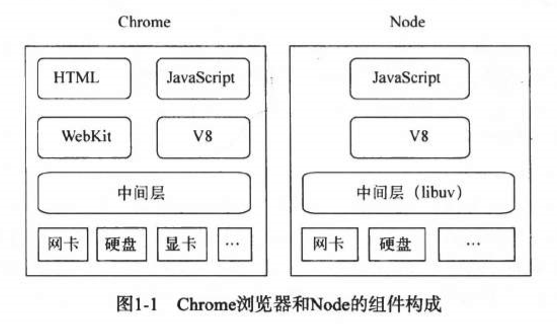 Chrome Node
HTML JavaScript JavaScript
WebKit V8 V8
中间层 中间层（libuv）
网卡 硬盘 显卡 … 网卡 硬盘 …
图1-1 Chrome浏览器和Node的组件构成